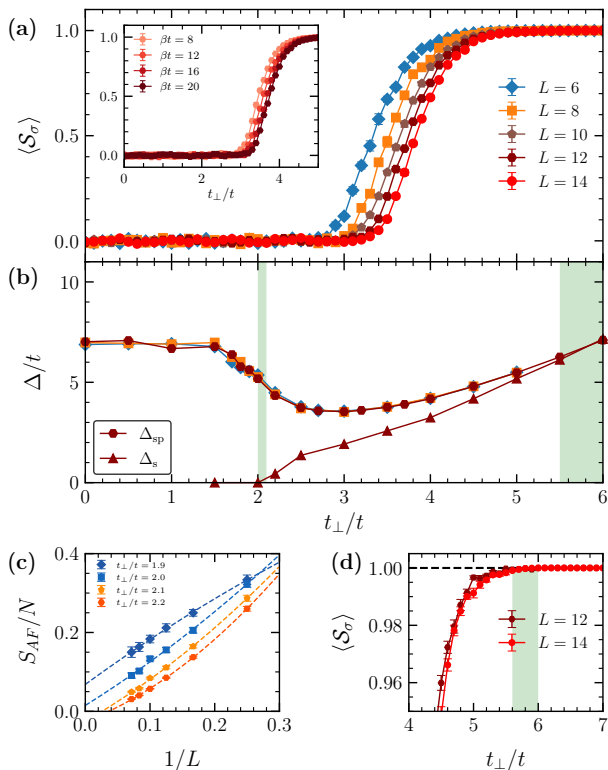 (a)
⟨𝒮σ⟩
1.0
0.5
0.0
1.0
0.5
0.0
0
2
4
t⊥/t
βt = 8
βt = 12
βt = 16
βt = 20
L = 6
L = 8
L = 10
L = 12
L = 14
(b)
Δ/t
10
5
0
Δsp
Δs
0
1
2
3
4
5
6
t⊥/t
(c)
S_AF/N
0.4
0.2
0.0
t⊥/t = 1.9
t⊥/t = 2.0
t⊥/t = 2.1
t⊥/t = 2.2
0.0
0.1
0.2
0.3
1/L
(d)
⟨𝒮σ⟩
1.00
0.98
0.96
L = 12
L = 14
4
5
6
7
t⊥/t